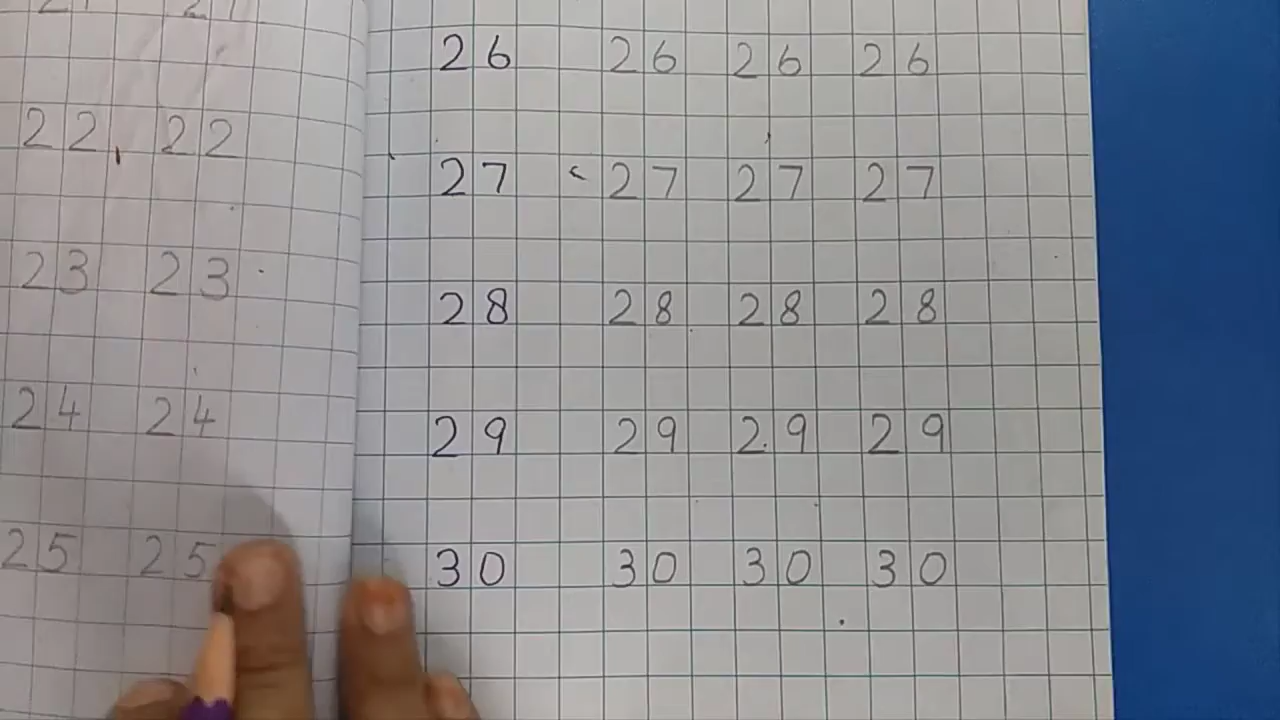 22, 22
23 23
24 24
25 25
26 26 26 26
27 27 27 27
28 28 28 28
29 29 29 29
30 30 30 30